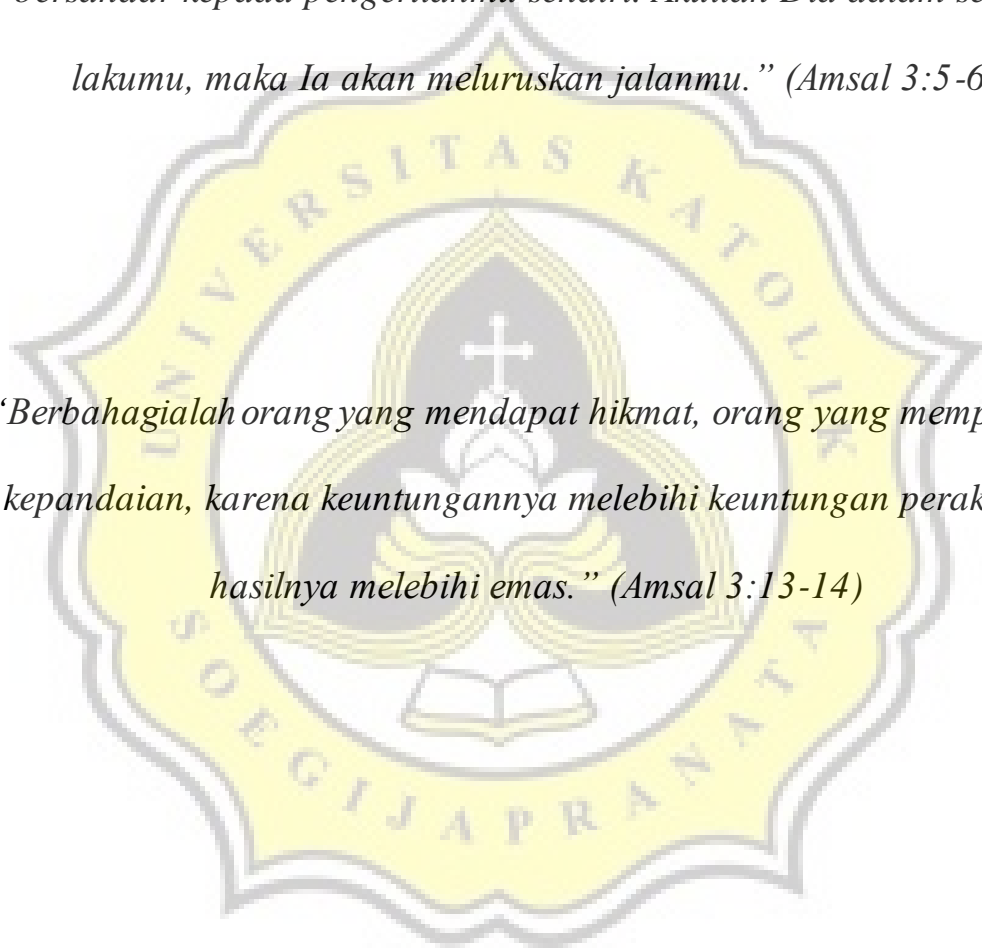 bersandar kepada pengertianmu sendiri. Akuilah Dia dalam se
lakumu, maka Ia akan meluruskan jalanmu.” (Amsal 3:5-6
UNIVERSITAS KATOLIK
“Berbahagialah orang yang mendapat hikmat, orang yang memp
kepandaian, karena keuntungannya melebihi keuntungan perak
hasilnya melebihi emas.” (Amsal 3:13-14)
SOEGIJAPRANATA